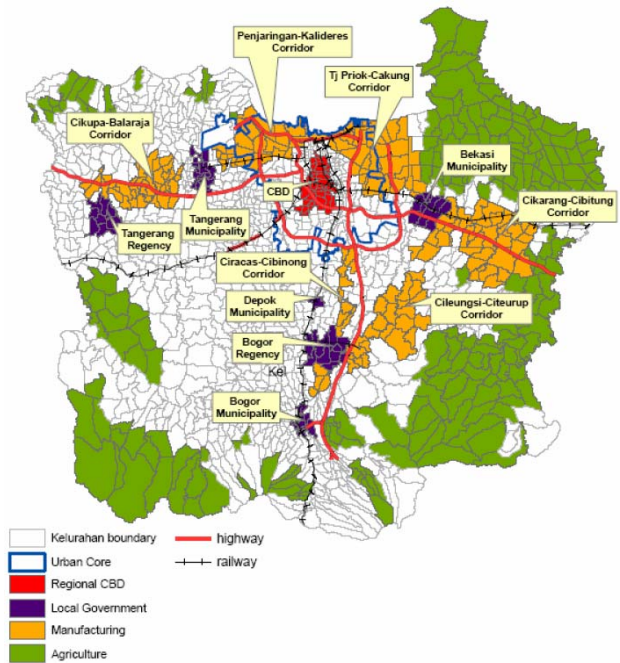 Penjaringan-Kalideres
Corridor
Tj Priok-Cakung
Corridor
Cikupa-Balaraja
Corridor
Bekasi
Municipality
CBD
Cikarang-Cibitung
Corridor
Tangerang
Municipality
Tangerang
Regency
Ciracas-Cibinong
Corridor
Depok
Municipality
Cileungsi-Citeurup
Corridor
Bogor
Regency
Kel
Bogor
Municipality
Kelurahan boundary
highway
Urban Core
railway
Regional CBD
Local Government
Manufacturing
Agriculture